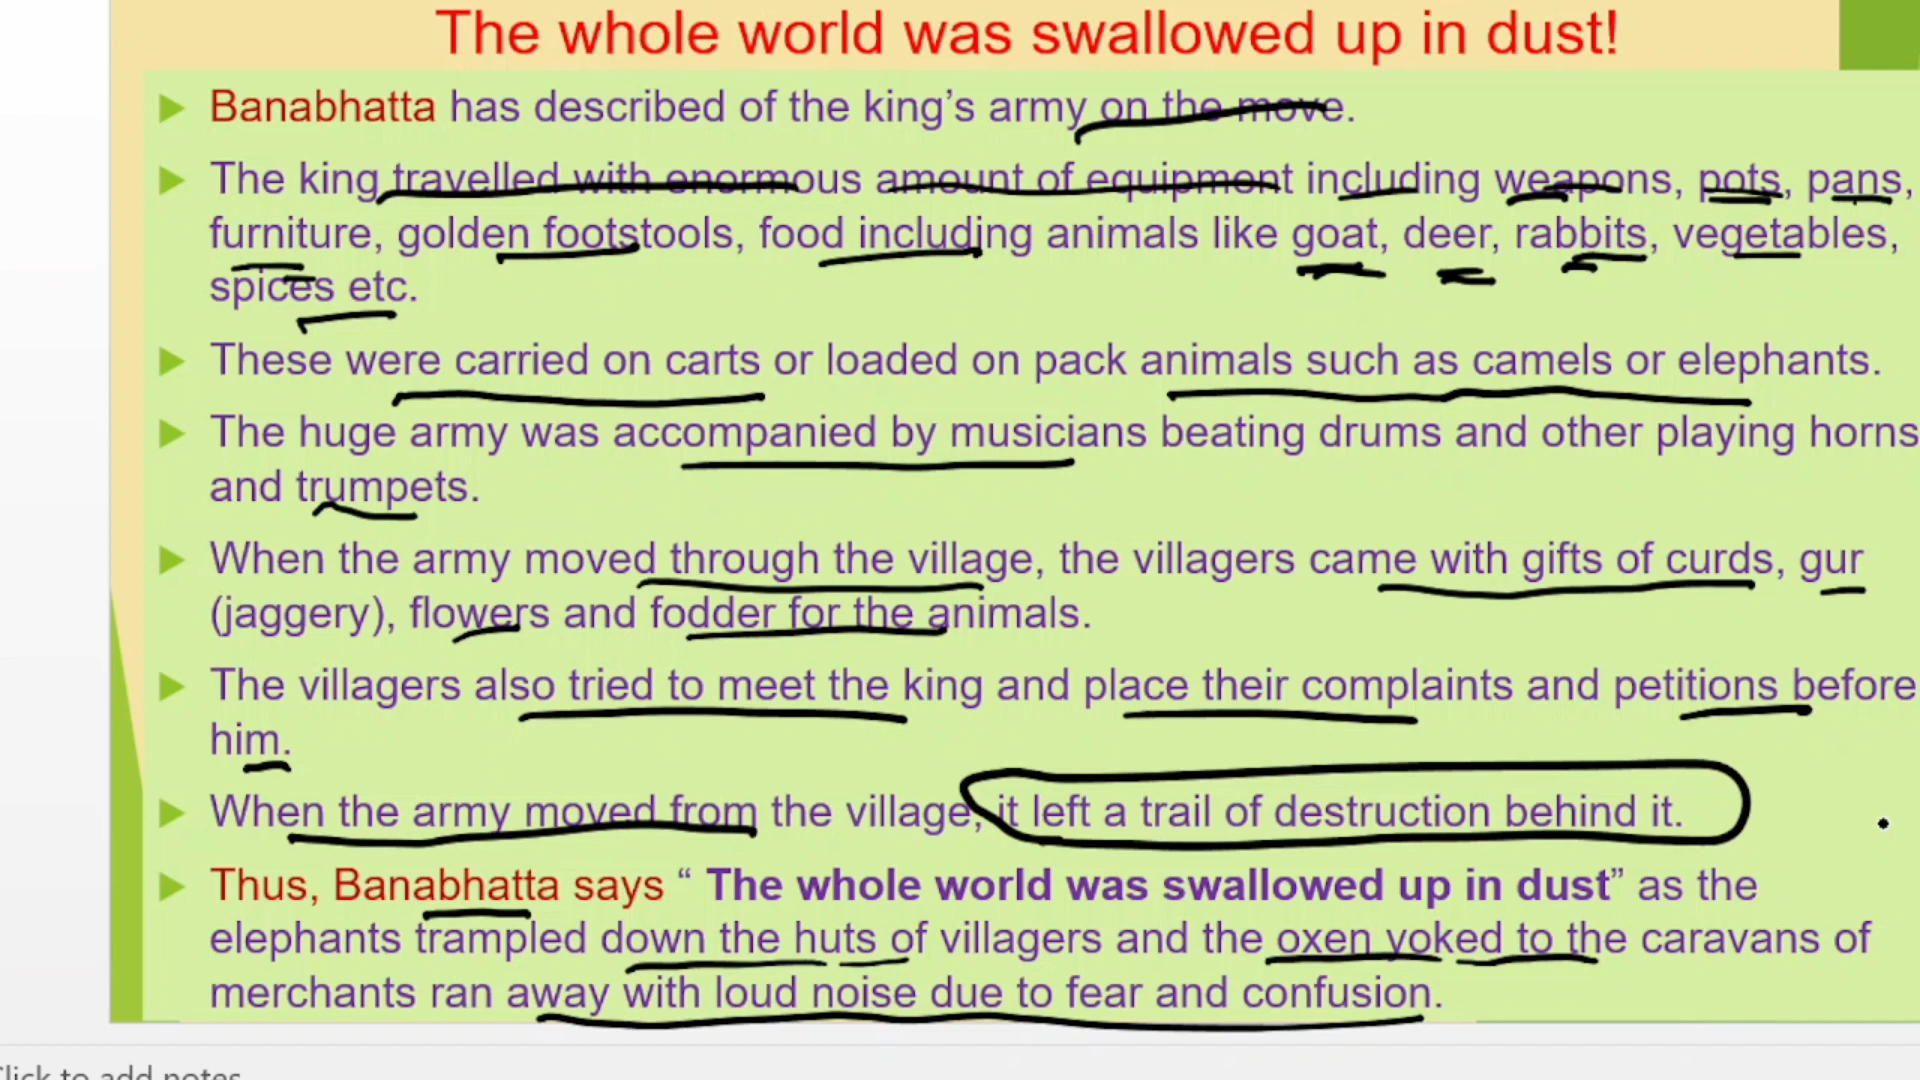 The whole world was swallowed up in dust!
Banabhatta has described of the king's army on the move.
The king travelled with enormous amount of equipment including weapons, pots, pans,
furniture, golden footstools, food including animals like goat, deer, rabbits, vegetables,
spices etc.
These were carried on carts or loaded on pack animals such as camels or elephants.
The huge army was accompanied by musicians beating drums and other playing horns
and trumpets.
When the army moved through the village, the villagers came with gifts of curds, gur
(jaggery), flowers and fodder for the animals.
The villagers also tried to meet the king and place their complaints and petitions before
him.
When the army moved from the village, it left a trail of destruction behind it.
Thus, Banabhatta says “ The whole world was swallowed up in dust” as the
elephants trampled down the huts of villagers and the oxen yoked to the caravans of
merchants ran away with loud noise due to fear and confusion.
Click to add notes